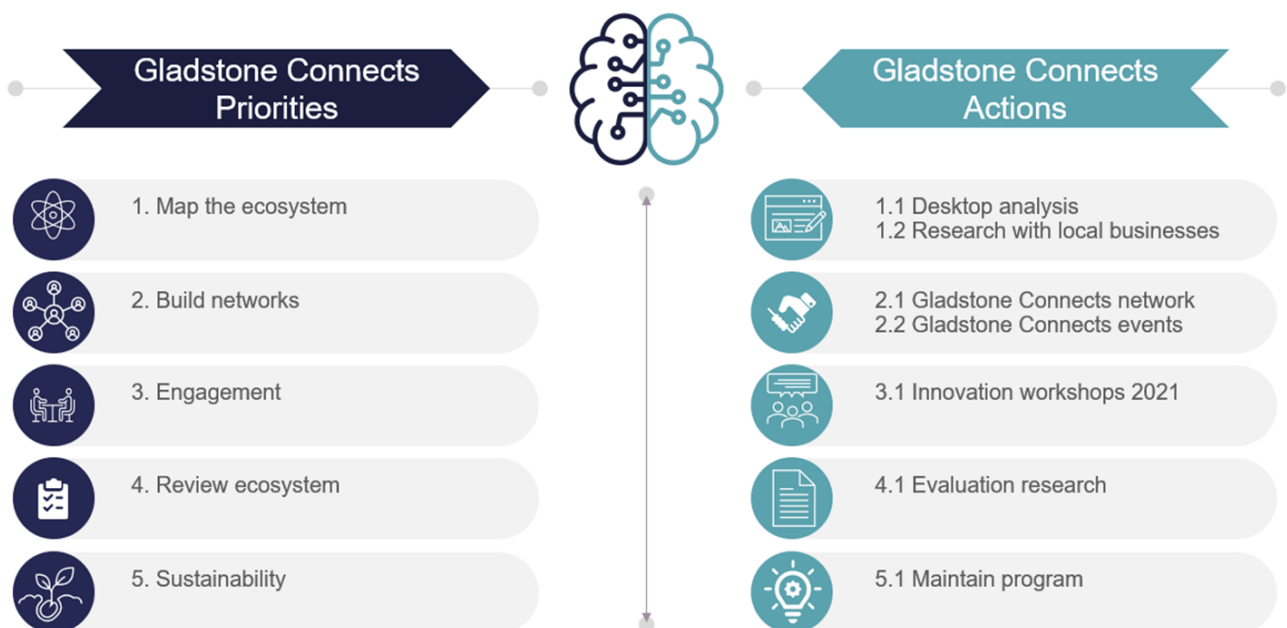 Gladstone Connects
Priorities
1. Map the ecosystem
2. Build networks
3. Engagement
4. Review ecosystem
5. Sustainability
Gladstone Connects
Actions
1.1 Desktop analysis
1.2 Research with local businesses
2.1 Gladstone Connects network
2.2 Gladstone Connects events
3.1 Innovation workshops 2021
4.1 Evaluation research
5.1 Maintain program